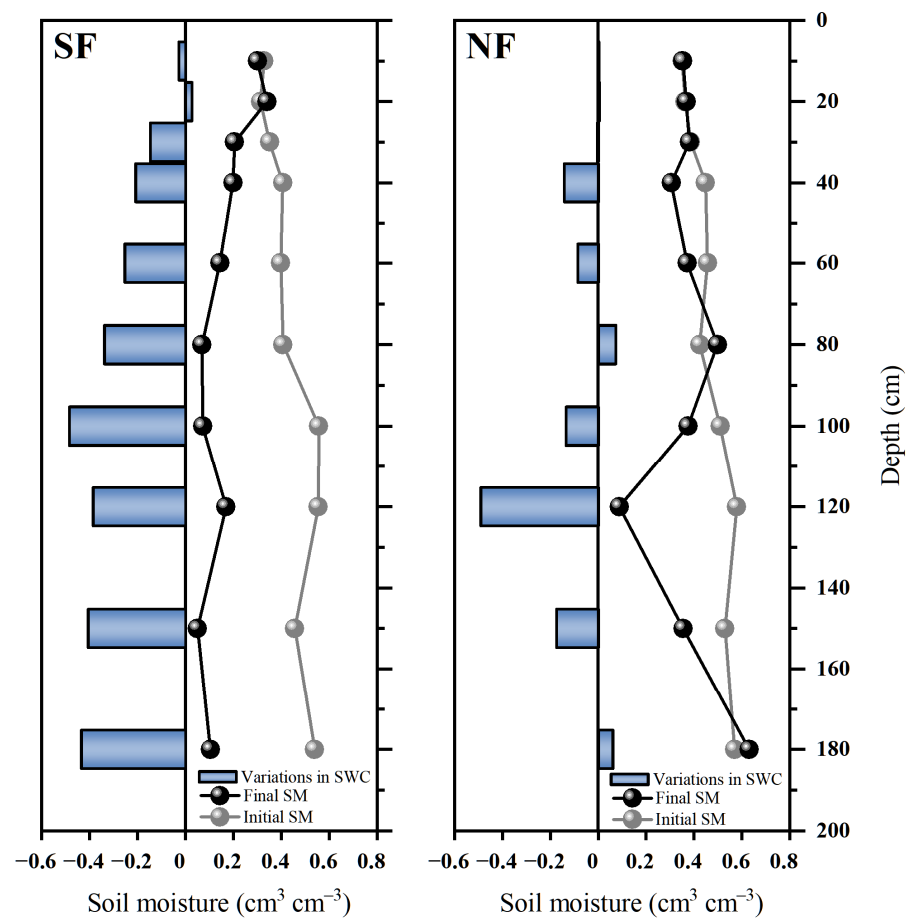 SF
NF
0
20
40
60
80
100
120
140
160
180
200
Depth (cm)
Variations in SWC
Final SM
Initial SM
Variations in SWC
Final SM
Initial SM
−0.6 −0.4 −0.2 0 0.2 0.4 0.6 0.8
−0.6 −0.4 −0.2 0 0.2 0.4 0.6 0.8
Soil moisture (cm³ cm⁻³)
Soil moisture (cm³ cm⁻³)